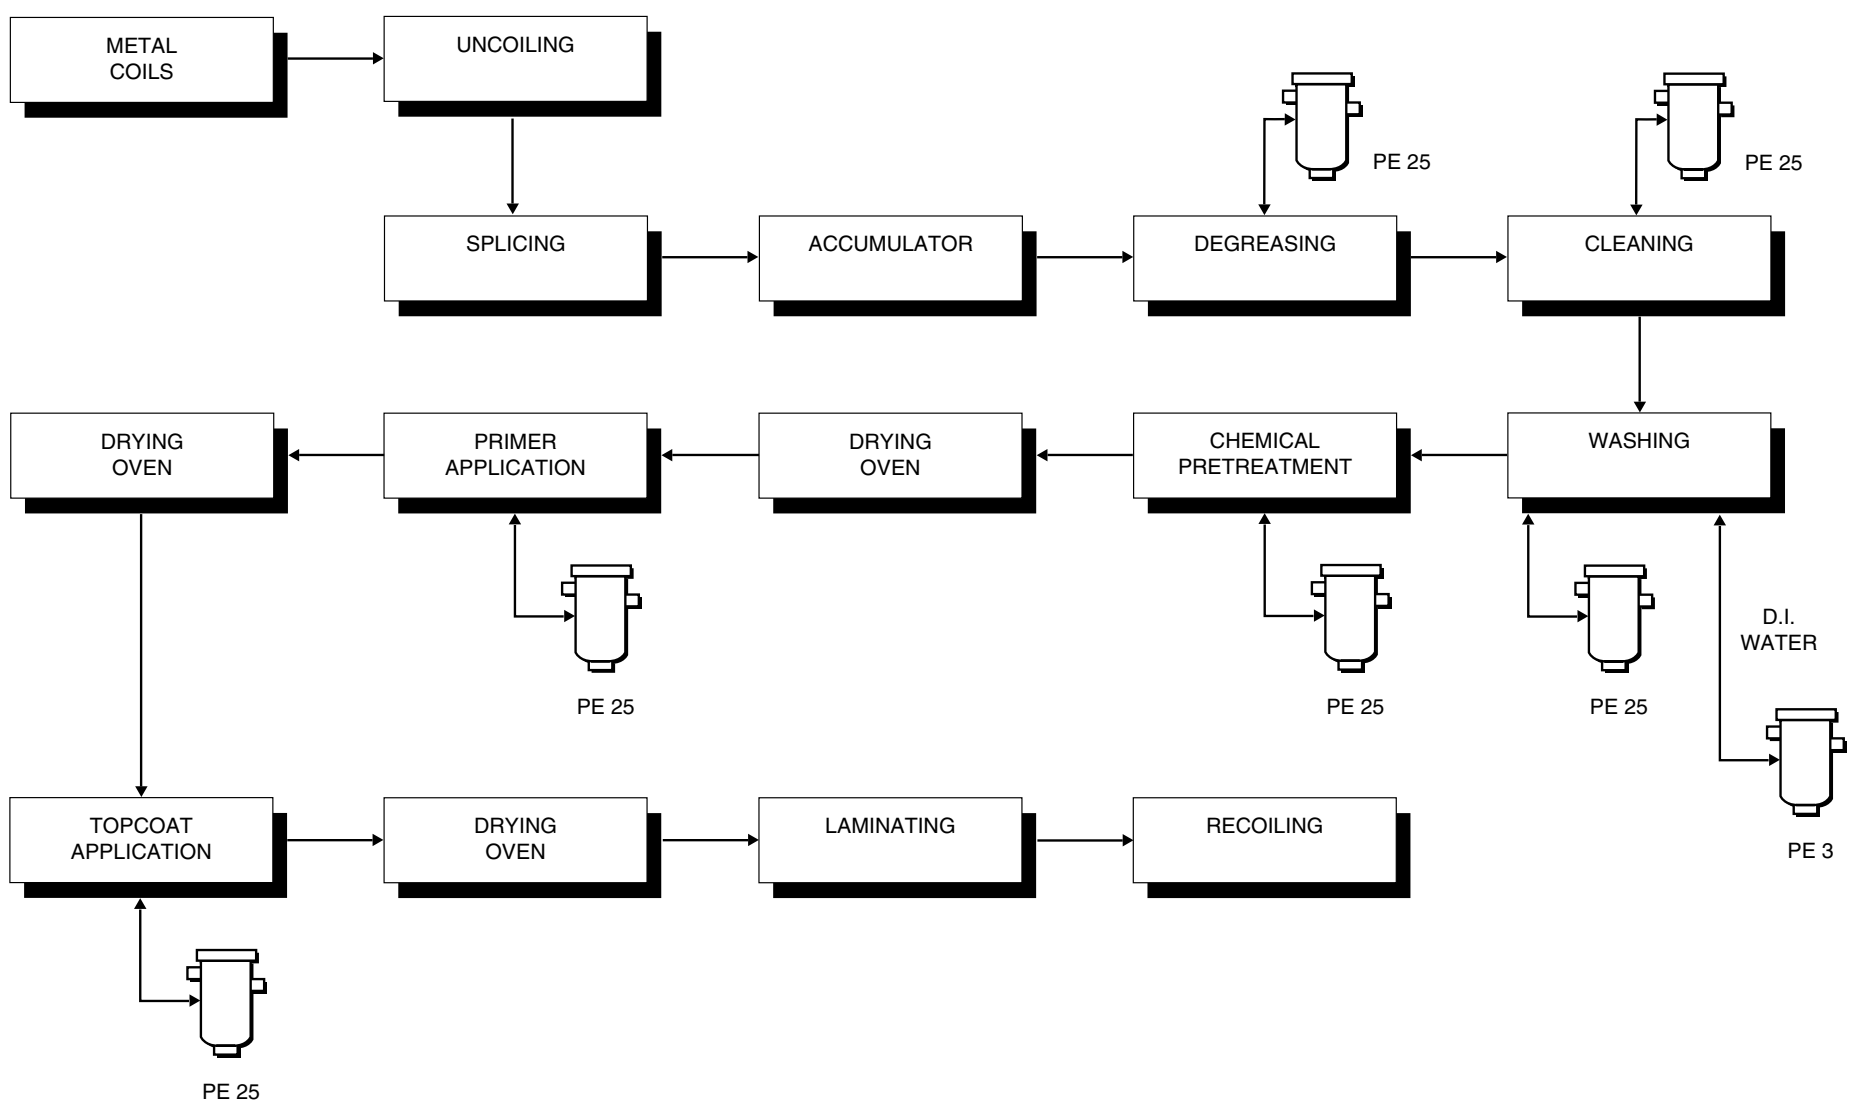 METAL
COILS
UNCOILING
PE 25
PE 25
SPLICING
ACCUMULATOR
DEGREASING
CLEANING
DRYING
OVEN
PRIMER
APPLICATION
DRYING
OVEN
CHEMICAL
PRETREATMENT
WASHING
D.I.
WATER
PE 25
PE 25
PE 25
PE 3
TOPCOAT
APPLICATION
DRYING
OVEN
LAMINATING
RECOILING
PE 25